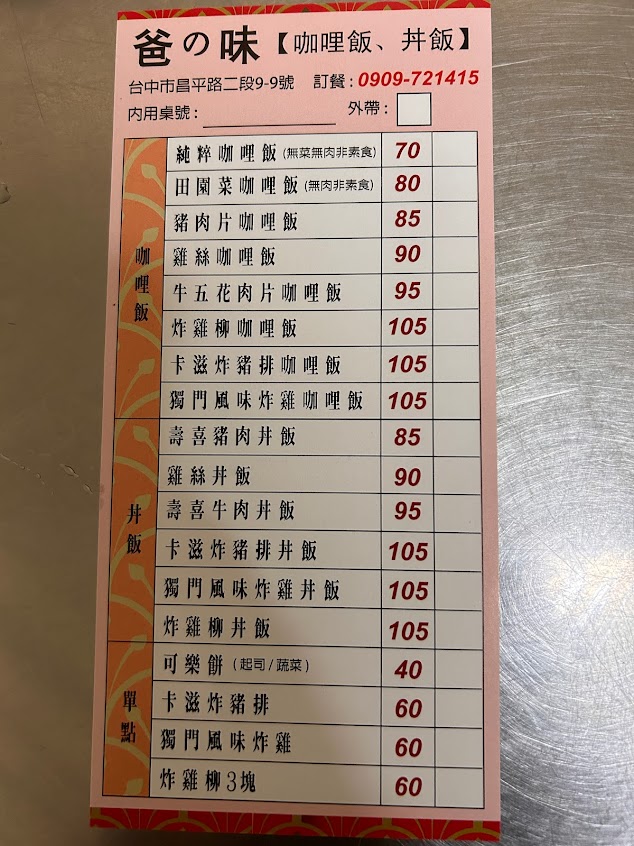 爸の味【咖哩飯、丼飯】
台中市昌平路二段9-9號 訂餐:0909-721415
內用桌號: 外帶:
咖哩飯
純粹咖哩飯(無菜無肉非素食) 70
田園菜咖哩飯(無肉非素食) 80
豬肉片咖哩飯 85
雞絲咖哩飯 90
牛五花肉片咖哩飯 95
炸雞柳咖哩飯 105
卡滋炸豬排咖哩飯 105
獨門風味炸雞咖哩飯 105
丼飯
壽喜豬肉丼飯 85
雞絲丼飯 90
壽喜牛肉丼飯 95
卡滋炸豬排丼飯 105
獨門風味炸雞丼飯 105
炸雞柳丼飯 105
單點
可樂餅(起司/蔬菜) 40
卡滋炸豬排 60
獨門風味炸雞 60
炸雞柳3塊 60